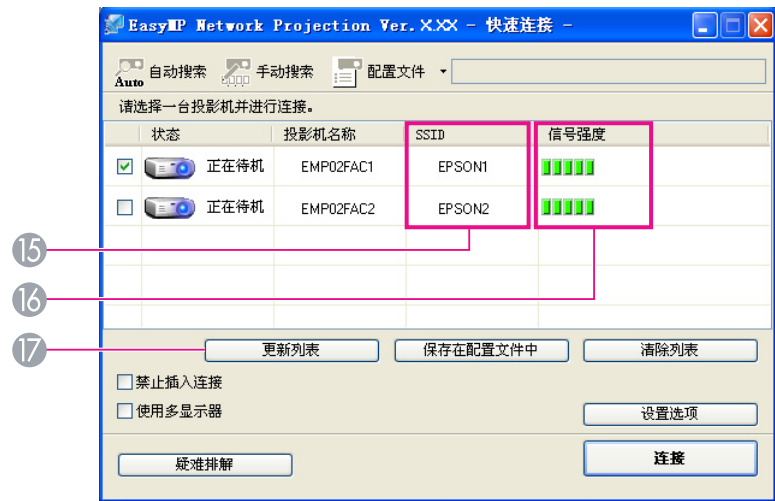 EasyMP Network Projection Ver.X.XX - 快速连接 -
Auto 自动搜索 手动搜索 配置文件
请选择一台投影机并进行连接。
状态 投影机名称 SSID 信号强度
正在待机 EMP02FAC1 EPSON1
正在待机 EMP02FAC2 EPSON2
15
16
17 更新列表 保存在配置文件中 清除列表
禁止插入连接
使用多显示器 设置选项
疑难排解 连接